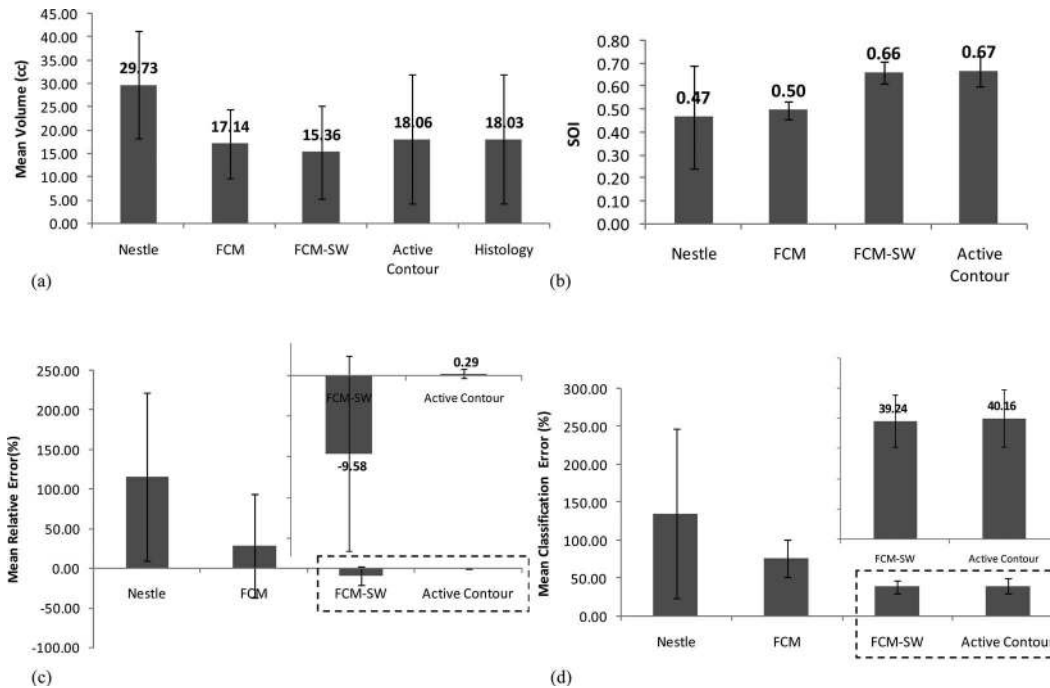 Mean Volume (cc)
45.00
40.00
35.00
30.00
25.00
20.00
15.00
10.00
5.00
0.00
29.73
17.14
15.36
18.06
18.03
Nestle
FCM
FCM-SW
Active
Contour
Histology
(a)
SOI
0.80
0.70
0.60
0.50
0.40
0.30
0.20
0.10
0.00
0.47
0.50
0.66
0.67
Nestle
FCM
FCM-SW
Active
Contour
(b)
Mean Relative Error(%)
250.00
200.00
150.00
100.00
50.00
0.00
-50.00
-100.00
0.29
FCM-SW
Active Contour
-9.58
Nestle
FCM
FCM-SW
Active Contour
(c)
Mean Classification Error (%)
300.00
250.00
200.00
150.00
100.00
50.00
0.00
39.24
40.16
FCM-SW
Active Contour
Nestle
FCM
FCM-SW
Active Contour
(d)